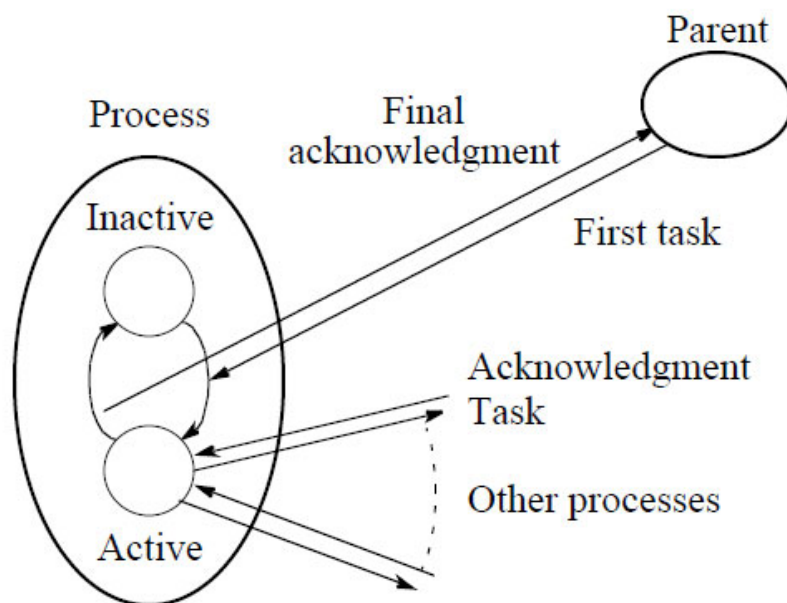 Parent
Final
acknowledgment
Process
Inactive
First task
Acknowledgment
Task
Other processes
Active